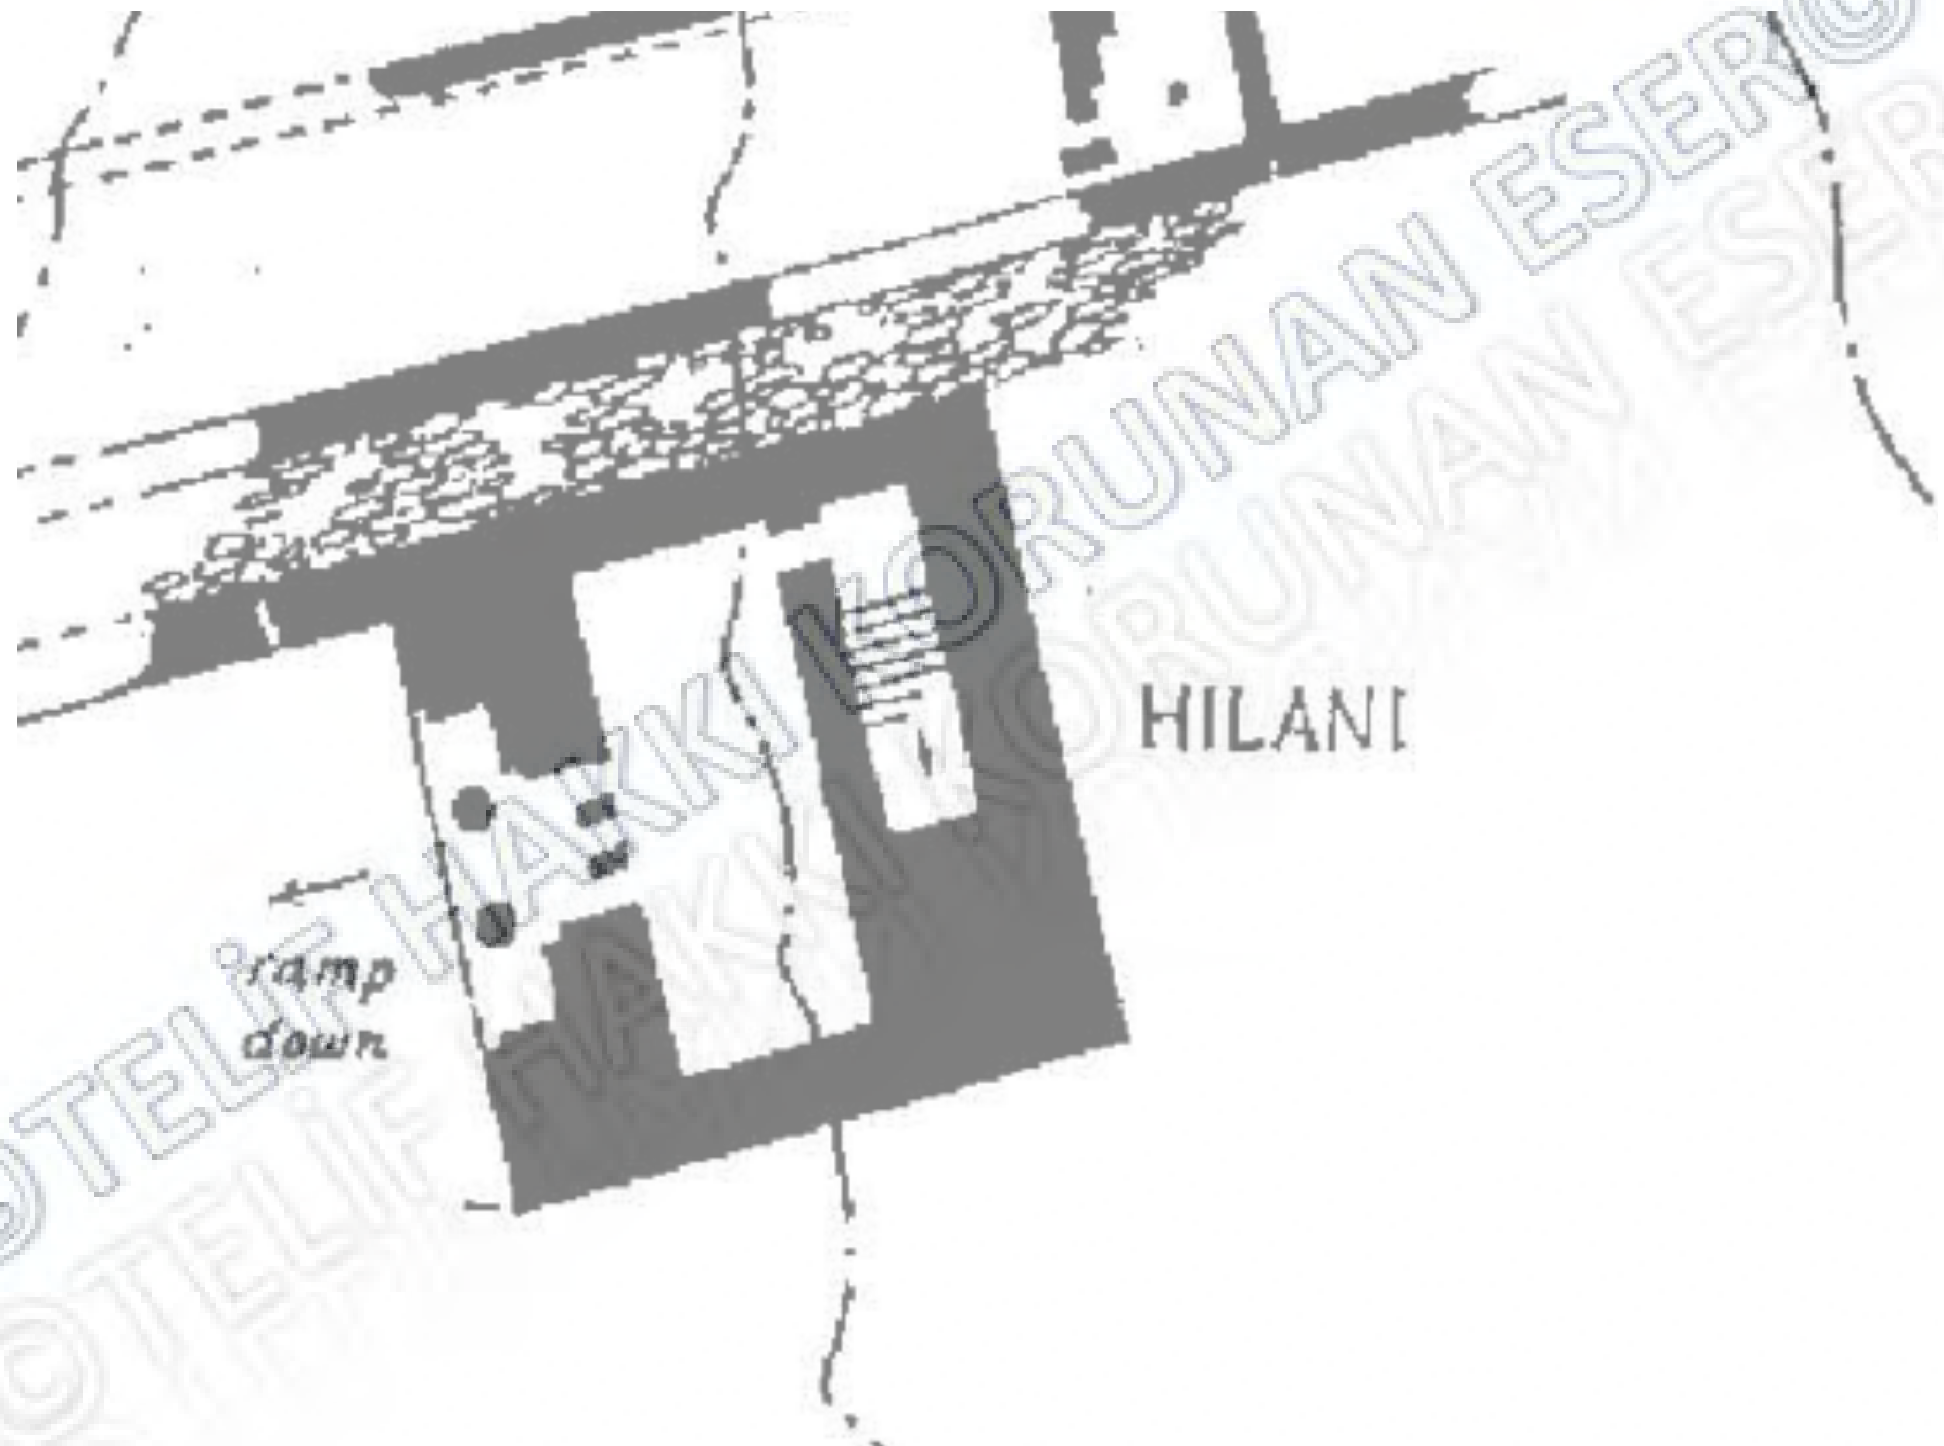 ©TELİF HAKKI KORUNAN ESER©
©TELİF HAKKI KORUNAN ESER
HILANI
ramp
down